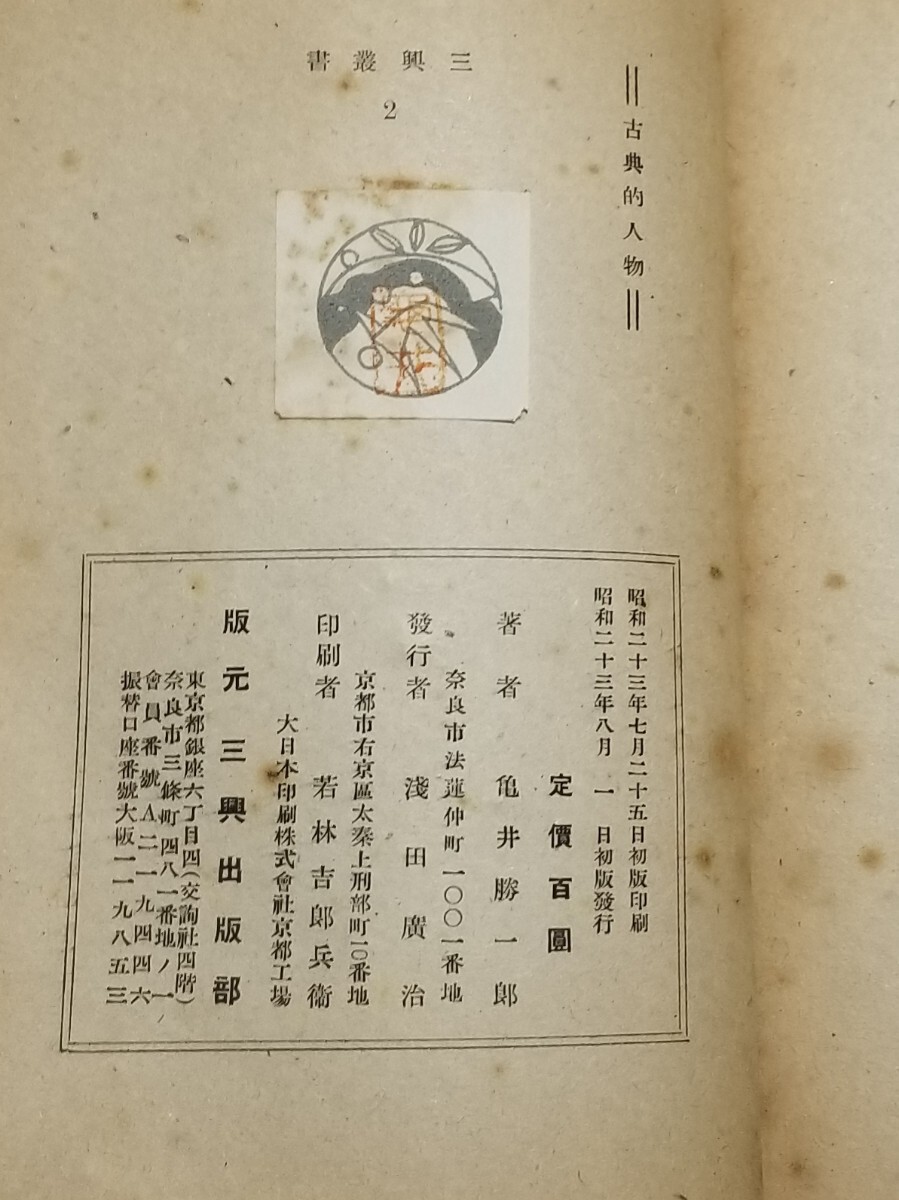 古典的人物
三興叢書
2
昭和二十三年七月二十五日初版印刷
昭和二十三年八月一日初版發行
定價百圓
著者 亀井勝一郎
奈良市法蓮仲町一〇〇一番地
發行者 淺田廣治
京都市右京區太秦上刑部町一〇番地
印刷者 若林吉郎兵衞
大日本印刷株式會社京都工場
版元 三興出版部
東京都銀座六丁目四(交詢社四階)
奈良市三條町四八一番地ノ一
會員番號A二一九四四六
振替口座番號大阪一一九八五三